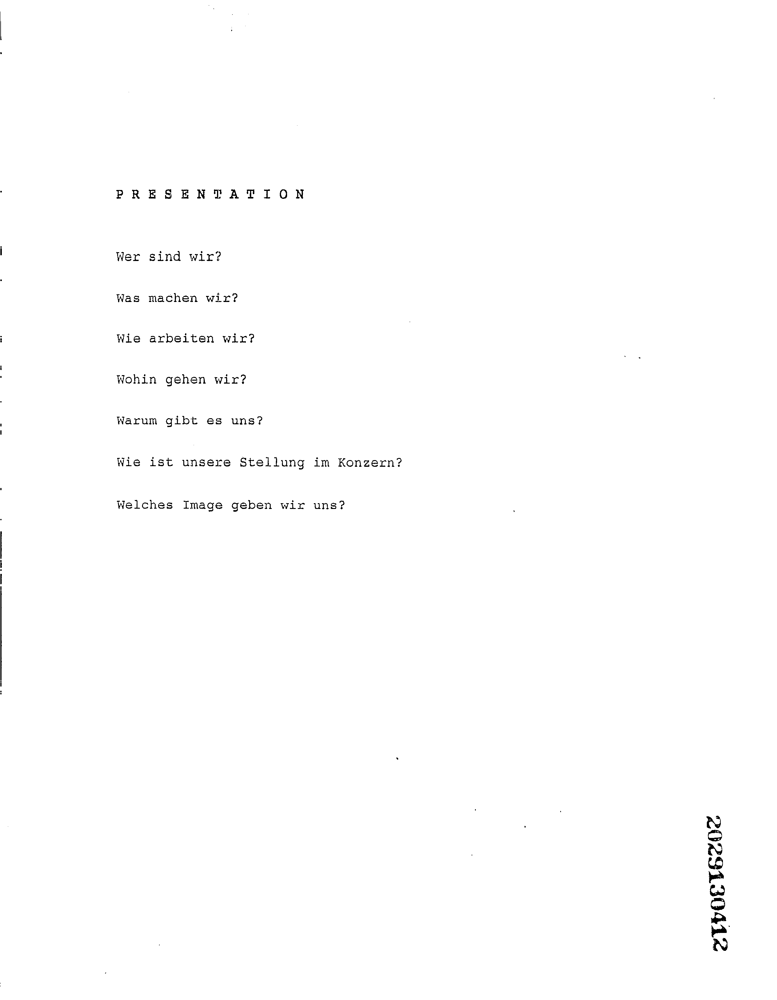 P R E S E N T A T I O N
Wer sind wir?
Was machen wir?
Wie arbeiten wir?
Wohin gehen wir?
Warum gibt es uns?
Wie ist unsere Stellung im Konzern?
Welches Image geben wir uns?
2029130412